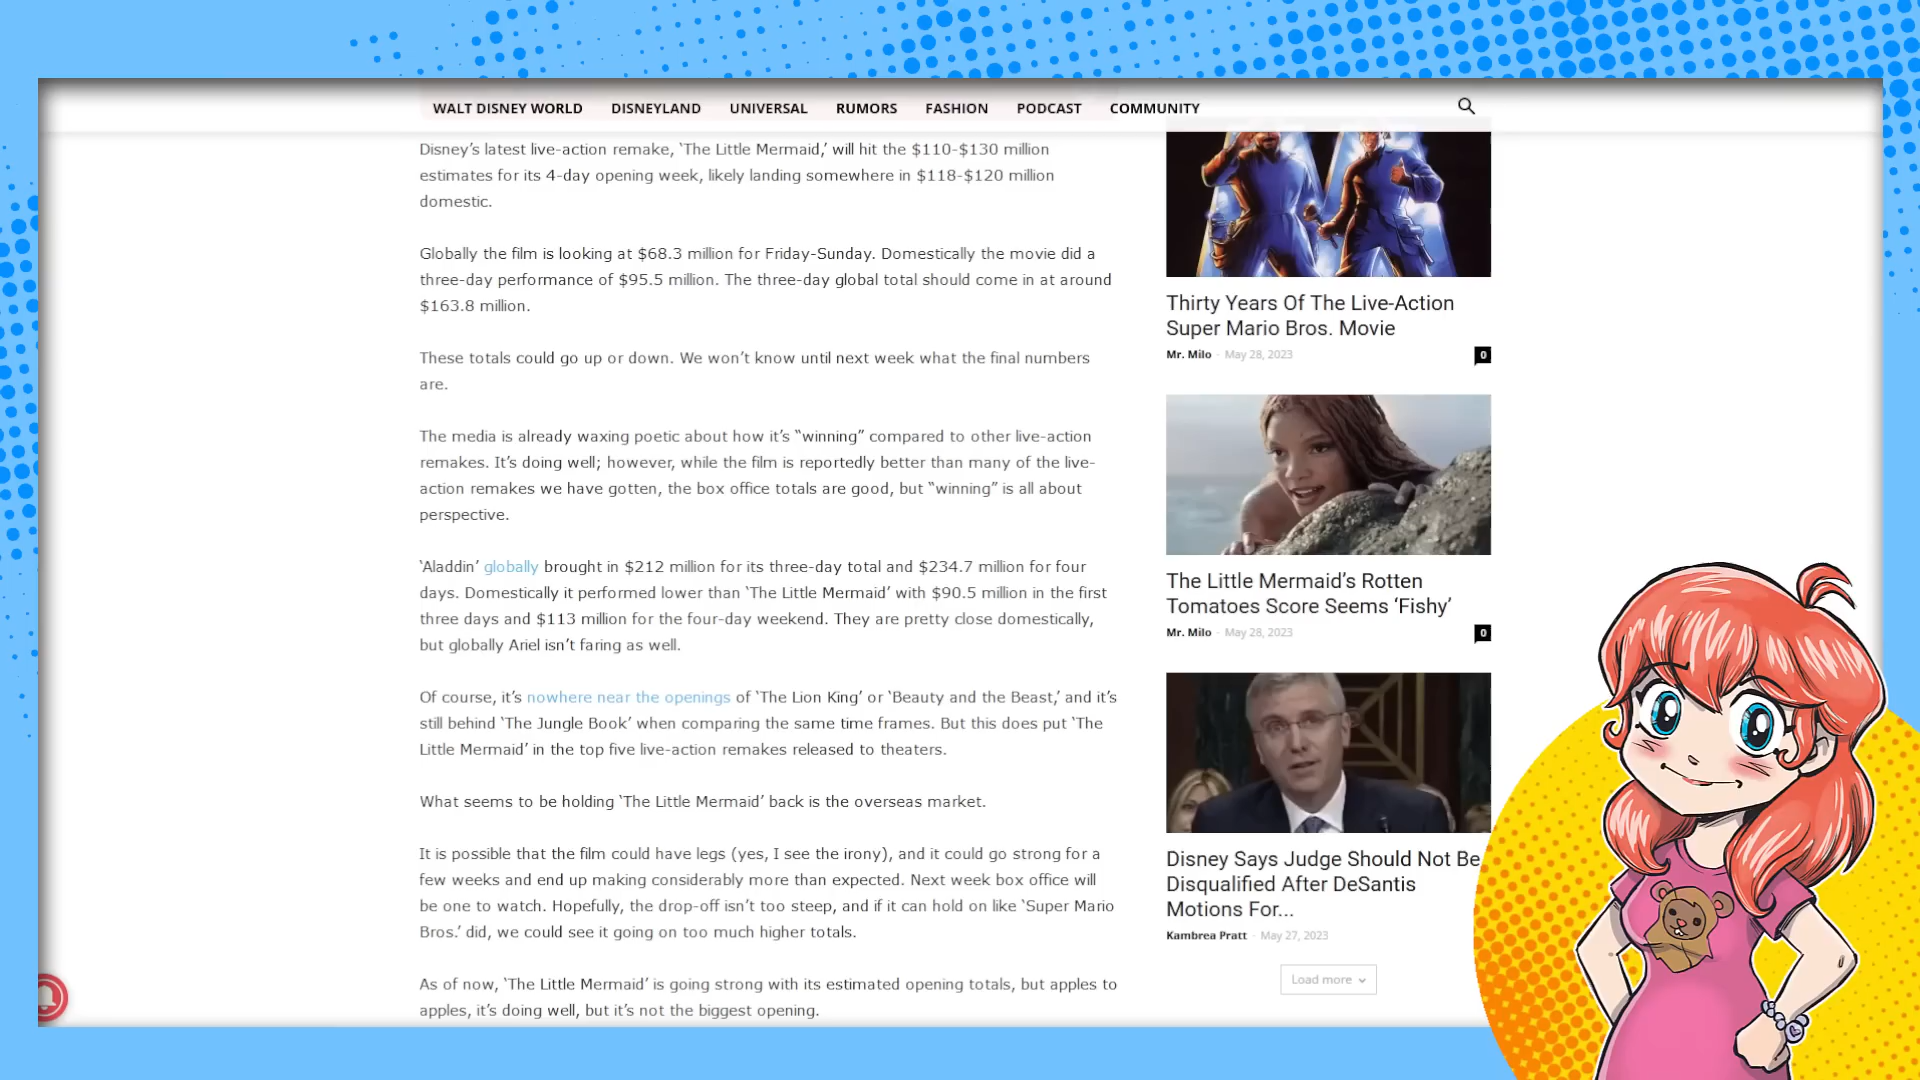 WALT DISNEY WORLD DISNEYLAND UNIVERSAL RUMORS FASHION PODCAST COMMUNITY
Disney’s latest live-action remake, ‘The Little Mermaid,’ will hit the $110-$130 million
estimates for its 4-day opening week, likely landing somewhere in $118-$120 million
domestic.
Globally the film is looking at $68.3 million for Friday-Sunday. Domestically the movie did a
three-day performance of $95.5 million. The three-day global total should come in at around
$163.8 million.
These totals could go up or down. We won’t know until next week what the final numbers
are.
The media is already waxing poetic about how it’s “winning” compared to other live-action
remakes. It’s doing well; however, while the film is reportedly better than many of the live-
action remakes we have gotten, the box office totals are good, but “winning” is all about
perspective.
‘Aladdin’ globally brought in $212 million for its three-day total and $234.7 million for four
days. Domestically it performed lower than ‘The Little Mermaid’ with $90.5 million in the first
three days and $113 million for the four-day weekend. They are pretty close domestically,
but globally Ariel isn’t faring as well.
Of course, it’s nowhere near the openings of ‘The Lion King’ or ‘Beauty and the Beast,’ and it’s
still behind ‘The Jungle Book’ when comparing the same time frames. But this does put ‘The
Little Mermaid’ in the top five live-action remakes released to theaters.
What seems to be holding ‘The Little Mermaid’ back is the overseas market.
It is possible that the film could have legs (yes, I see the irony), and it could go strong for a
few weeks and end up making considerably more than expected. Next week box office will
be one to watch. Hopefully, the drop-off isn’t too steep, and if it can hold on like ‘Super Mario
Bros.’ did, we could see it going on too much higher totals.
As of now, ‘The Little Mermaid’ is going strong with its estimated opening totals, but apples to
apples, it’s doing well, but it’s not the biggest opening.
Thirty Years Of The Live-Action
Super Mario Bros. Movie
Mr. Milo - May 28, 2023 0
The Little Mermaid’s Rotten
Tomatoes Score Seems ‘Fishy’
Mr. Milo - May 28, 2023 0
Disney Says Judge Should Not Be
Disqualified After DeSantis
Motions For...
Kambrea Pratt - May 27, 2023
Load more